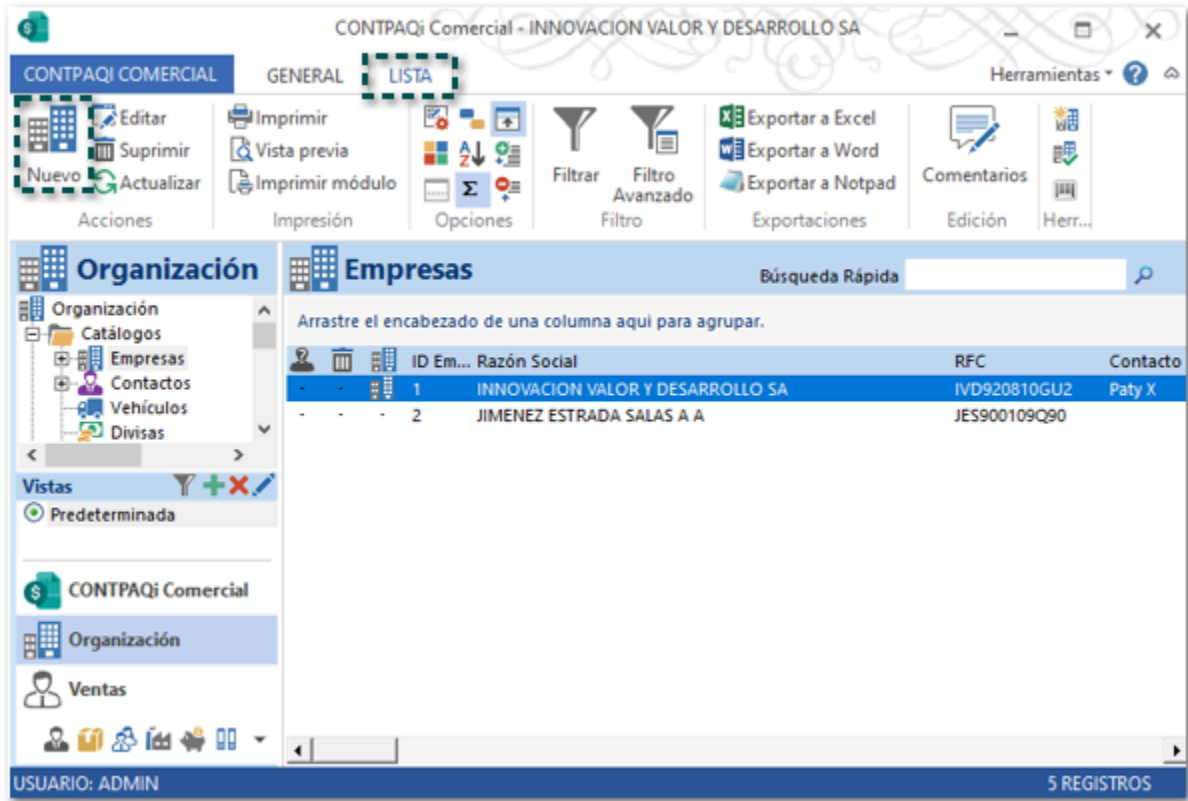 CONTPAQi Comercial - INNOVACION VALOR Y DESARROLLO SA
CONTPAQI COMERCIAL GENERAL LISTA Herramientas
Nuevo
Editar
Suprimir
Actualizar
Acciones
Imprimir
Vista previa
Imprimir módulo
Impresión
Opciones
Filtrar
Filtro
Avanzado
Filtro
Exportar a Excel
Exportar a Word
Exportar a Notpad
Exportaciones
Comentarios
Edición
Herr...
Organización
Organización
Catálogos
Empresas
Contactos
Vehículos
Divisas
Vistas
Predeterminada
CONTPAQi Comercial
Organización
Ventas
Empresas
Búsqueda Rápida
Arrastre el encabezado de una columna aqui para agrupar.
ID Em... Razón Social RFC Contacto
1 INNOVACION VALOR Y DESARROLLO SA IVD920810GU2 Paty X
- - - 2 JIMENEZ ESTRADA SALAS A A JES900109Q90
USUARIO: ADMIN 5 REGISTROS